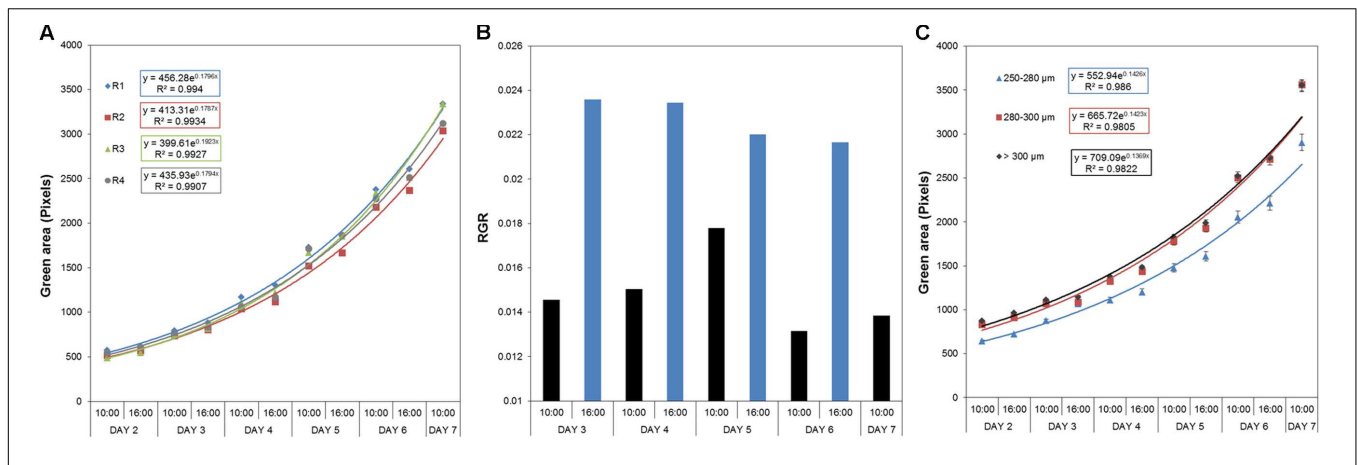 A
4000
3500
3000
2500
2000
1500
1000
500
0
Green area (Pixels)
R1
y = 456.28e^0.1796x
R² = 0.994
R2
y = 413.31e^0.1787x
R² = 0.9934
R3
y = 399.61e^0.1923x
R² = 0.9927
R4
y = 435.93e^0.1794x
R² = 0.9907
10:00 16:00 10:00 16:00 10:00 16:00 10:00 16:00 10:00 16:00 10:00
DAY 2 DAY 3 DAY 4 DAY 5 DAY 6 DAY 7
B
0.026
0.024
0.022
0.02
0.018
0.016
0.014
0.012
0.01
RGR
10:00 16:00 10:00 16:00 10:00 16:00 10:00 16:00 10:00
DAY 3 DAY 4 DAY 5 DAY 6 DAY 7
C
4000
3500
3000
2500
2000
1500
1000
500
0
Green area (Pixels)
250-280 µm
y = 552.94e^0.1426x
R² = 0.986
280-300 µm
y = 665.72e^0.1423x
R² = 0.9805
> 300 µm
y = 709.09e^0.1369x
R² = 0.9822
10:00 16:00 10:00 16:00 10:00 16:00 10:00 16:00 10:00 16:00 10:00
DAY 2 DAY 3 DAY 4 DAY 5 DAY 6 DAY 7